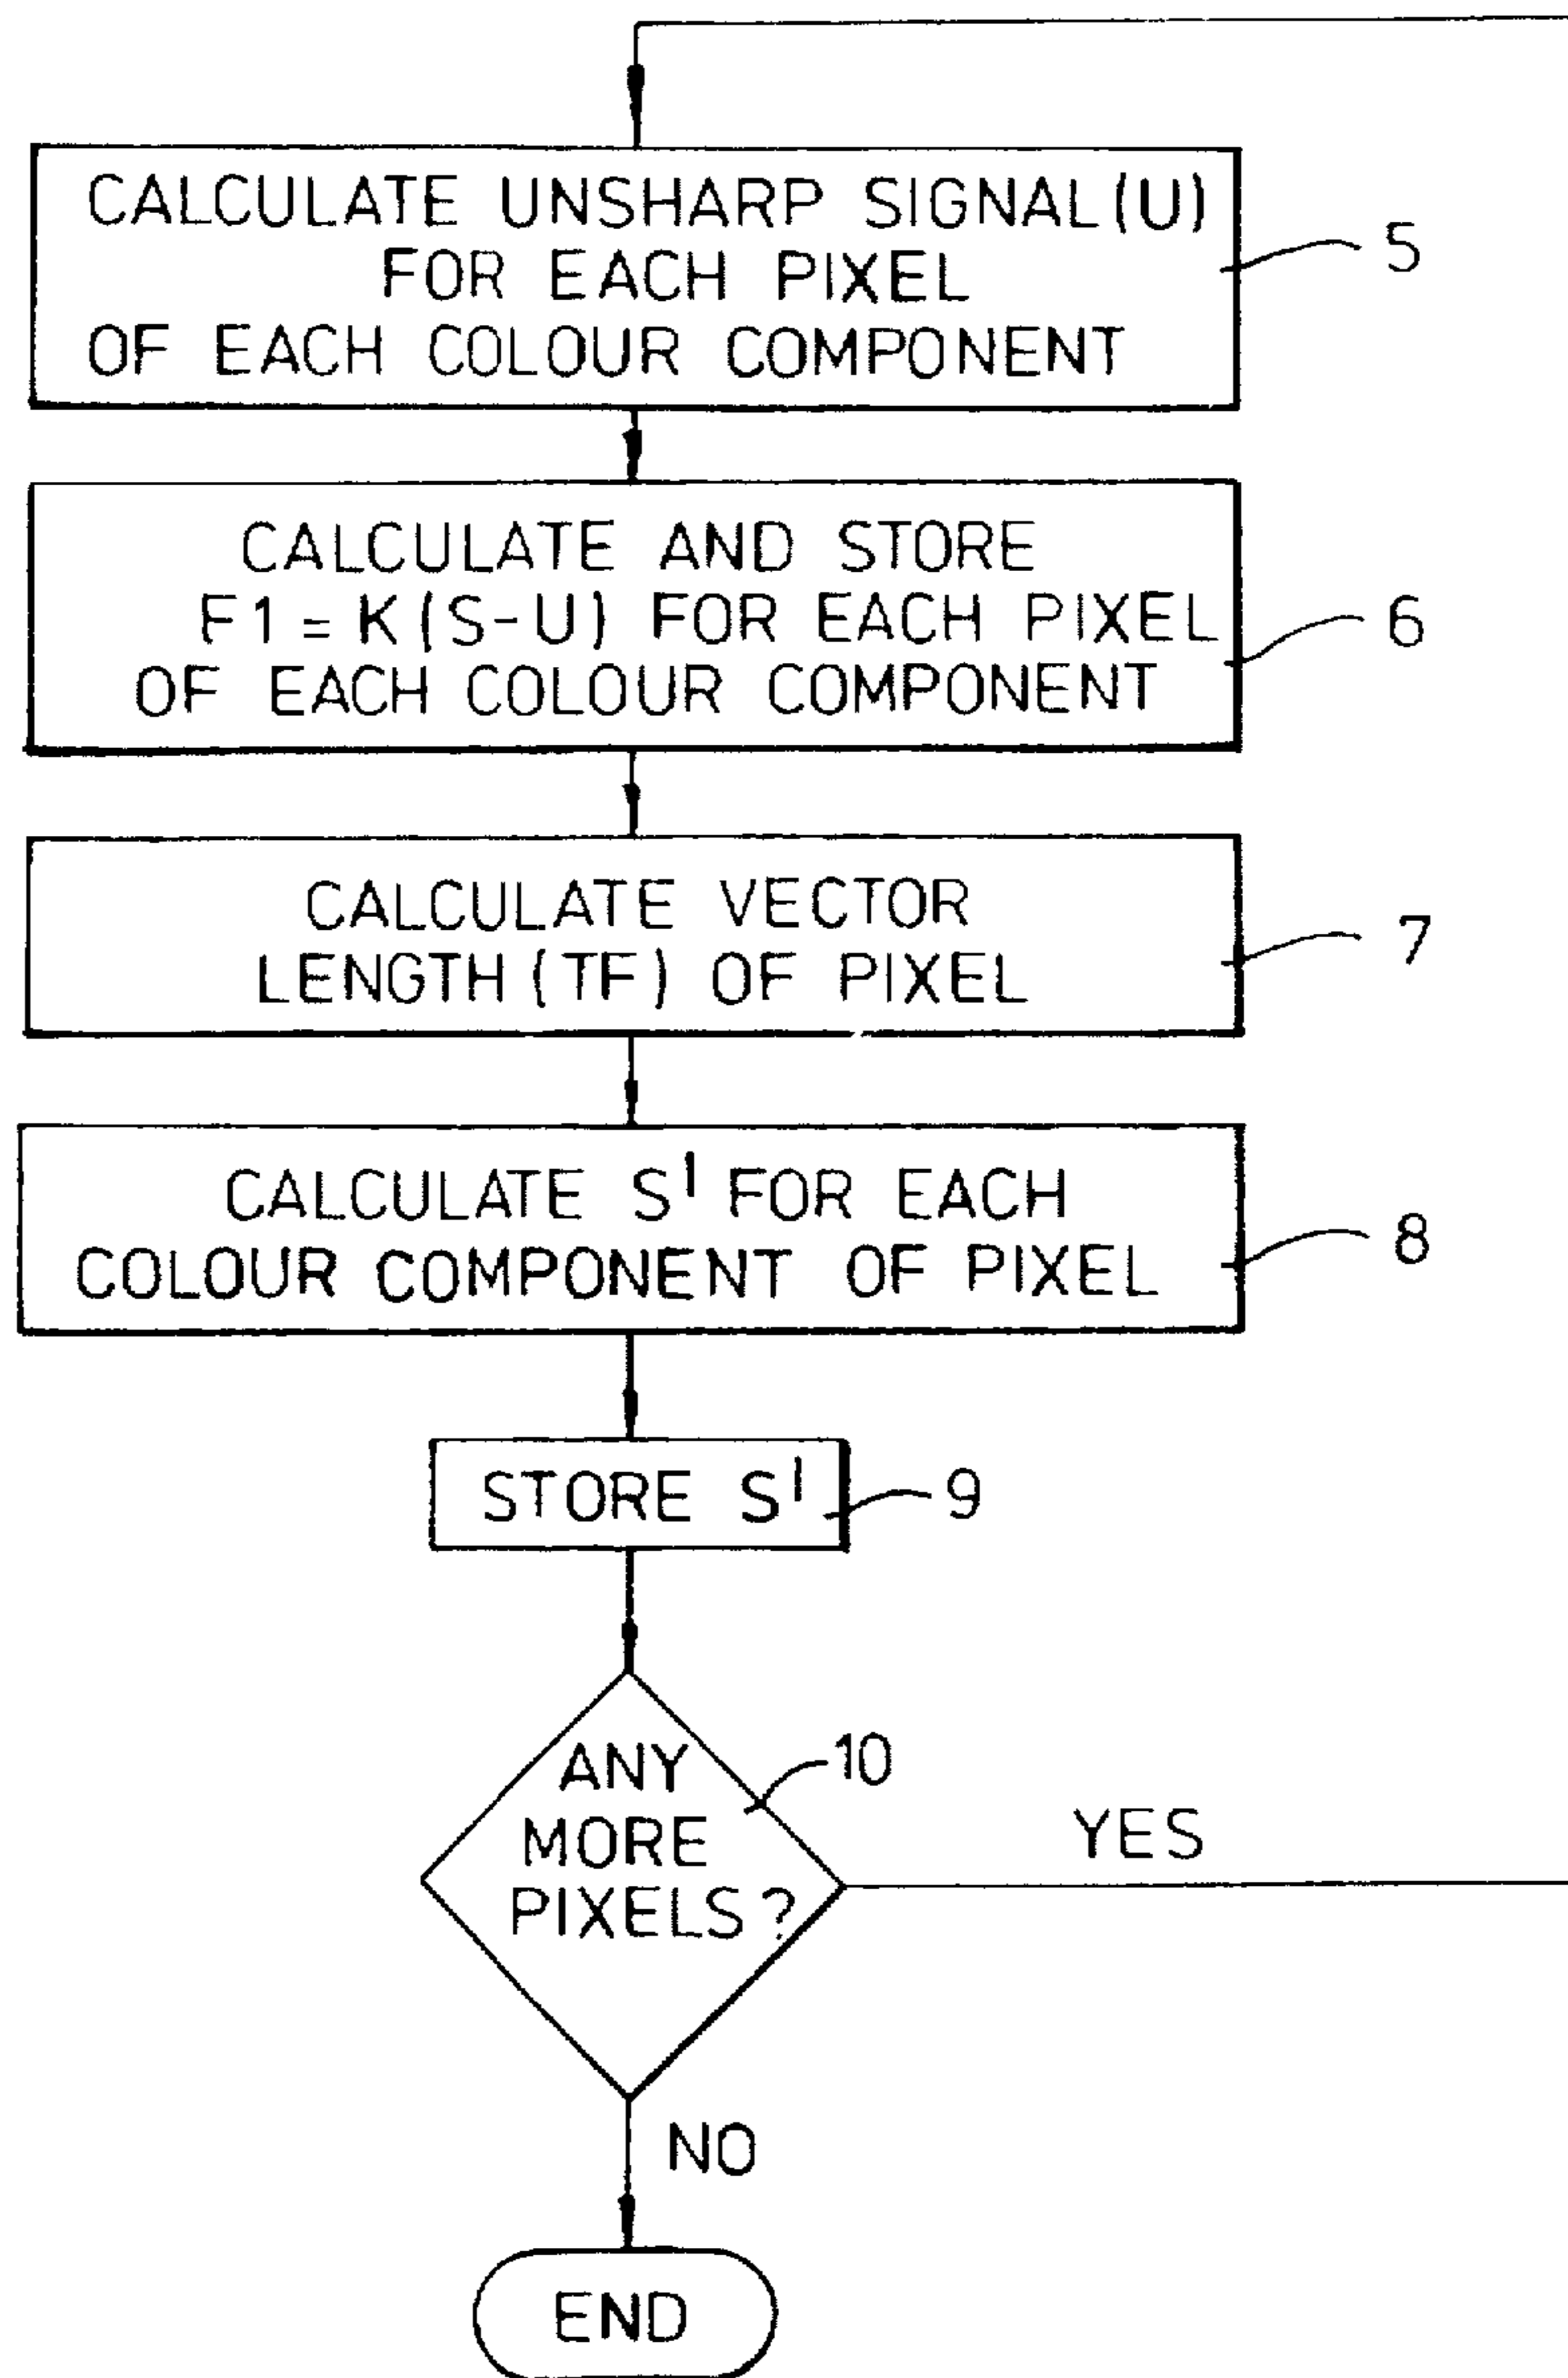 CALCULATE UNSHARP SIGNAL(U)
FOR EACH PIXEL
OF EACH COLOUR COMPONENT
5
CALCULATE AND STORE
F1 = K(S-U) FOR EACH PIXEL
OF EACH COLOUR COMPONENT
6
CALCULATE VECTOR
LENGTH(TF) OF PIXEL
7
CALCULATE S' FOR EACH
COLOUR COMPONENT OF PIXEL
8
STORE S'
9
ANY
MORE
PIXELS?
10
YES
NO
END